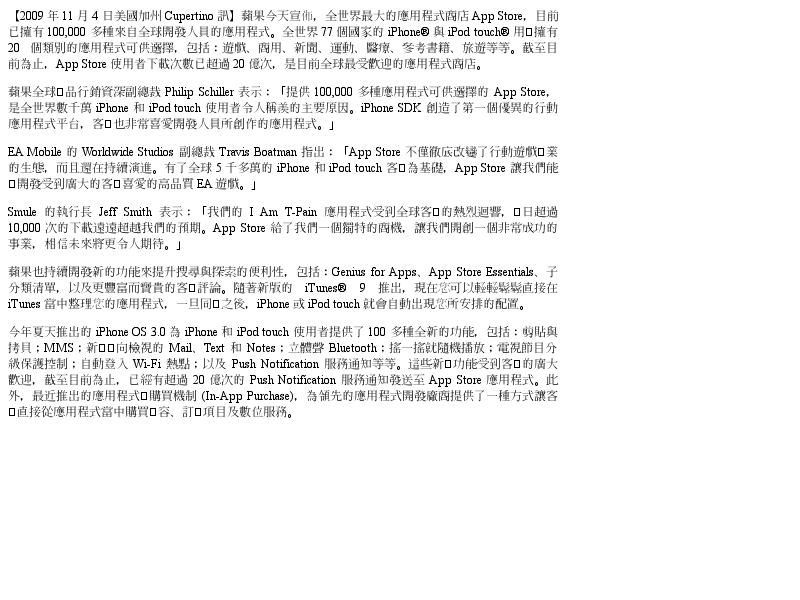 【2009 年 11 月 4 日美國加州 Cupertino 訊】蘋果今天宣佈，全世界最大的應用程式商店 App Store，目前
已擁有 100,000 多種來自全球開發人員的應用程式。全世界 77 個國家的 iPhone® 與 iPod touch® 用□擁有
20 個類別的應用程式可供選擇，包括：遊戲、商用、新聞、運動、醫療、參考書籍、旅遊等等。截至目
前為止，App Store 使用者下載次數已超過 20 億次，是目前全球最受歡迎的應用程式商店。
蘋果全球□品行銷資深副總裁 Philip Schiller 表示：「提供 100,000 多種應用程式可供選擇的 App Store，
是全世界數千萬 iPhone 和 iPod touch 使用者令人稱羨的主要原因。iPhone SDK 創造了第一個優異的行動
應用程式平台，客□也非常喜愛開發人員所創作的應用程式。」
EA Mobile 的 Worldwide Studios 副總裁 Travis Boatman 指出：「App Store 不僅徹底改變了行動遊戲□業
的生態，而且還在持續演進。有了全球 5 千多萬的 iPhone 和 iPod touch 客□為基礎，App Store 讓我們能
□開發受到廣大的客□喜愛的高品質 EA 遊戲。」
Smule 的執行長 Jeff Smith 表示：「我們的 I Am T-Pain 應用程式受到全球客□的熱烈迴響，□日超過
10,000 次的下載遠遠超越我們的預期。App Store 給了我們一個獨特的商機，讓我們開創一個非常成功的
事業，相信未來將更令人期待。」
蘋果也持續開發新的功能來提升搜尋與探索的便利性，包括：Genius for Apps、App Store Essentials、子
分類清單，以及更豐富而寶貴的客□評論。隨著新版的 iTunes® 9 推出，現在您可以輕輕鬆鬆直接在
iTunes 當中整理您的應用程式，一旦同□之後，iPhone 或 iPod touch 就會自動出現您所安排的配置。
今年夏天推出的 iPhone OS 3.0 為 iPhone 和 iPod touch 使用者提供了 100 多種全新的功能，包括：剪貼與
拷貝；MMS；新□□向檢視的 Mail、Text 和 Notes；立體聲 Bluetooth；搖一搖就隨機播放；電視節目分
級保護控制；自動登入 Wi-Fi 熱點；以及 Push Notification 服務通知等等。這些新□功能受到客□的廣大
歡迎，截至目前為止，已經有超過 20 億次的 Push Notification 服務通知發送至 App Store 應用程式。此
外，最近推出的應用程式□購買機制 (In-App Purchase)，為領先的應用程式開發廠商提供了一種方式讓客
□直接從應用程式當中購買□容、訂□項目及數位服務。